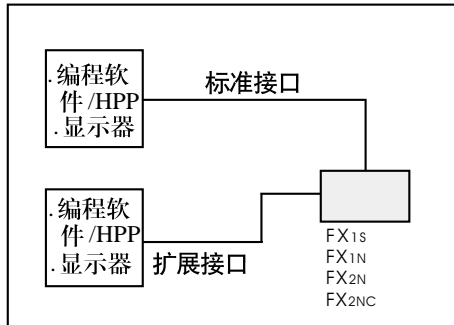 .编程软
件/HPP
.显示器
标准接口
.编程软
件/HPP
.显示器
扩展接口
FX1S
FX1N
FX2N
FX2NC